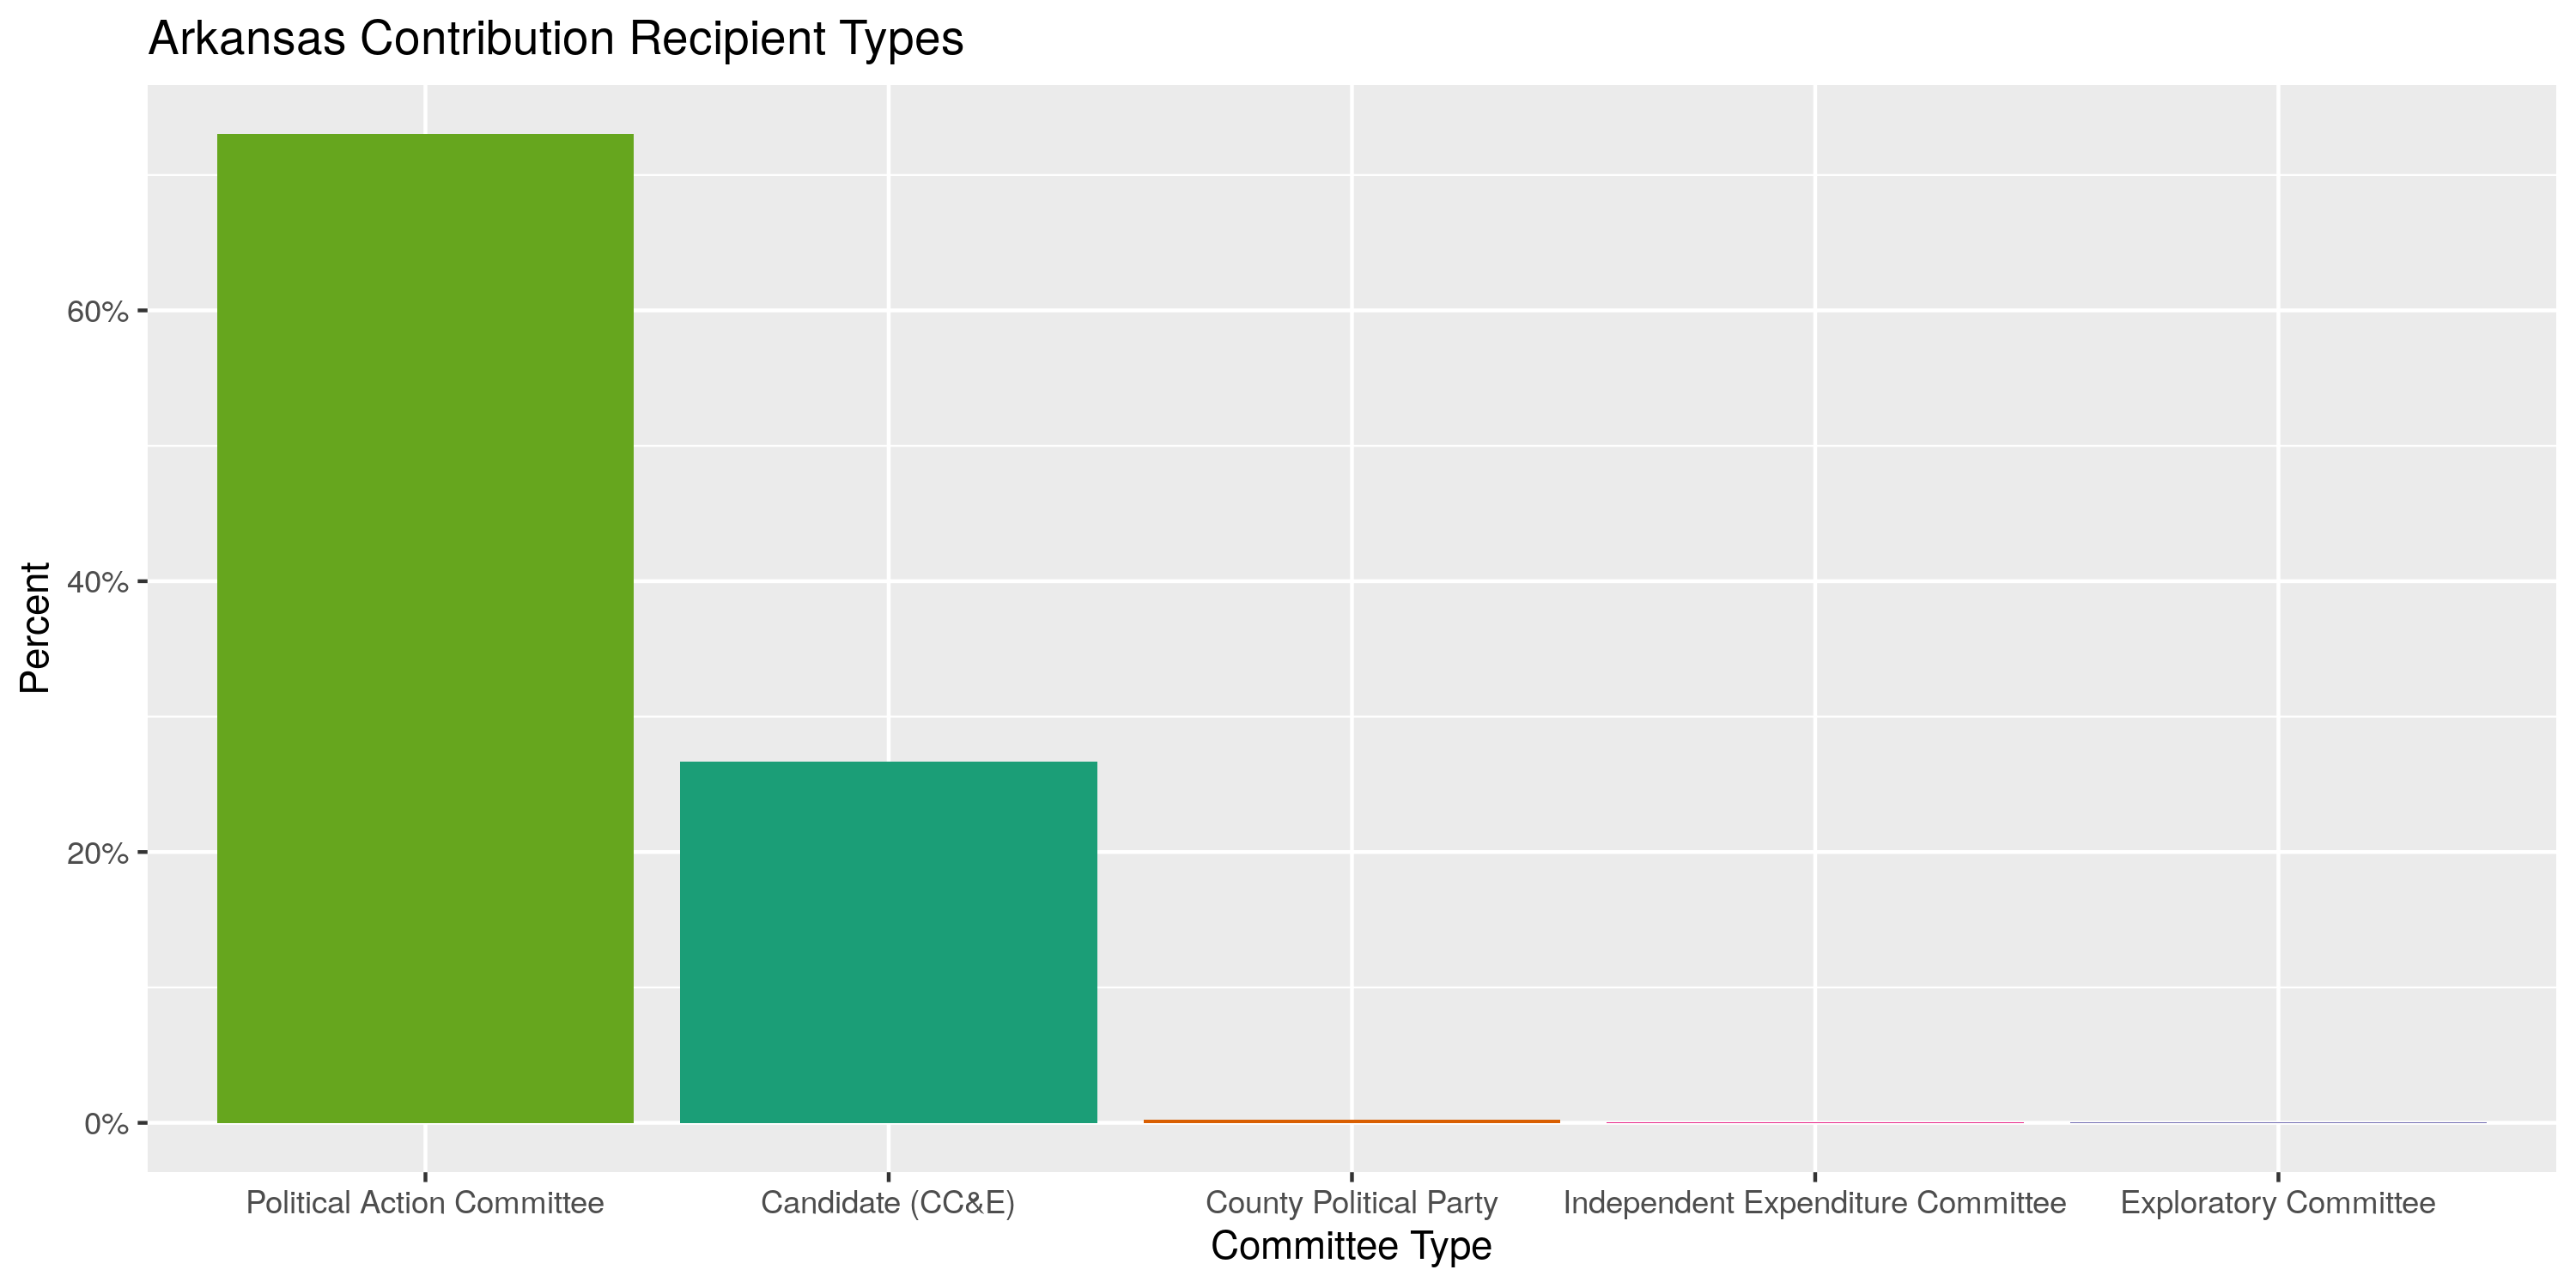 Arkansas Contribution Recipient Types
Percent
60%
40%
20%
0%
Political Action Committee
Candidate (CC&E)
County Political Party
Independent Expenditure Committee
Exploratory Committee
Committee Type